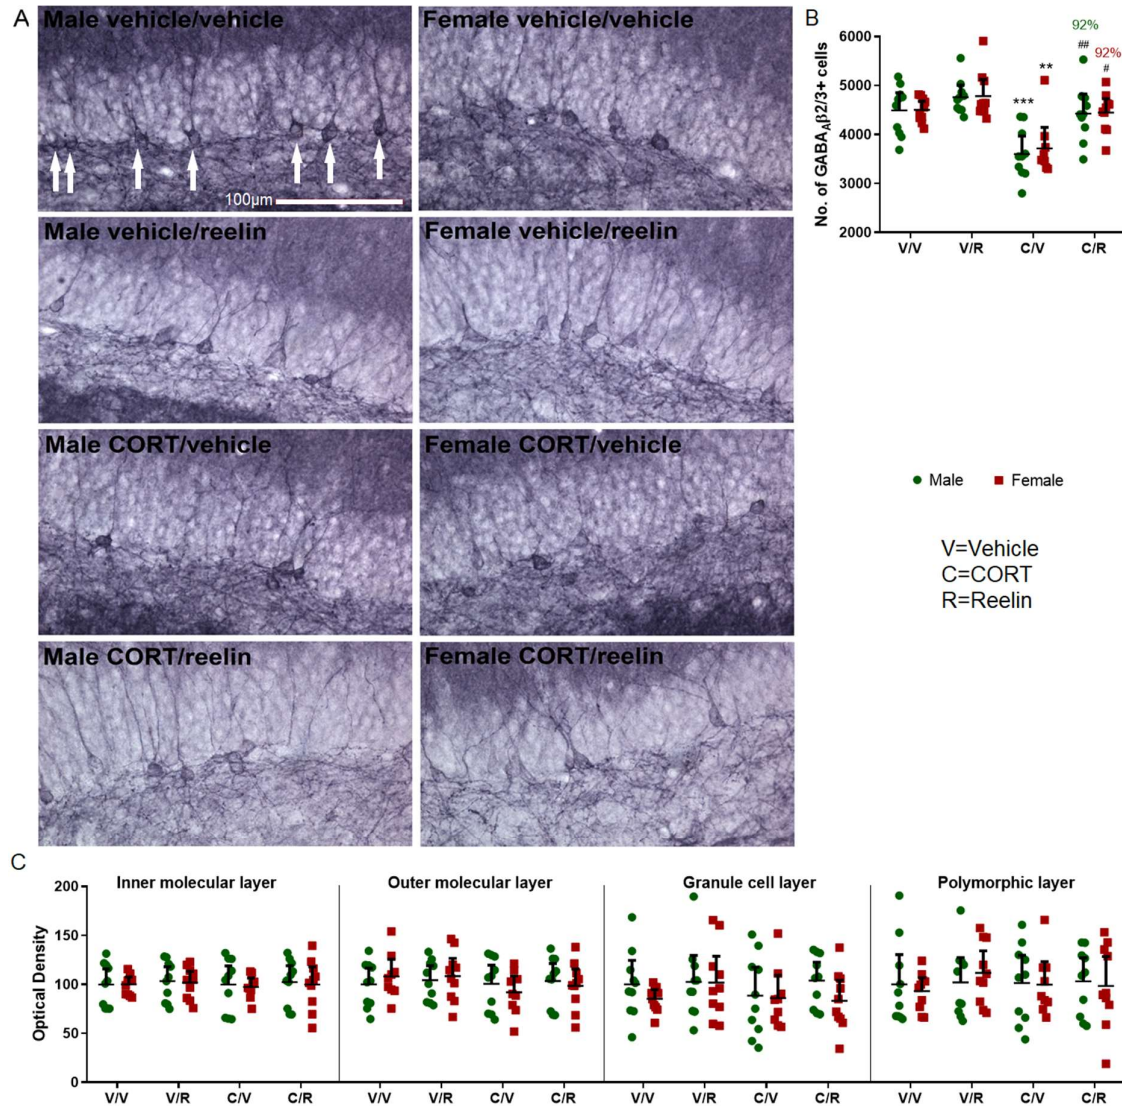 A
Male vehicle/vehicle
Female vehicle/vehicle
100µm
Male vehicle/reelin
Female vehicle/reelin
Male CORT/vehicle
Female CORT/vehicle
Male CORT/reelin
Female CORT/reelin
B
No. of GABA_Aβ2/3+ cells
6000
5000
4000
3000
2000
***
**
92%
##
92%
#
V/V V/R C/V C/R
Male Female
V=Vehicle
C=CORT
R=Reelin
C
Inner molecular layer Outer molecular layer Granule cell layer Polymorphic layer
Optical Density
200
150
100
50
0
V/V V/R C/V C/R V/V V/R C/V C/R V/V V/R C/V C/R V/V V/R C/V C/R